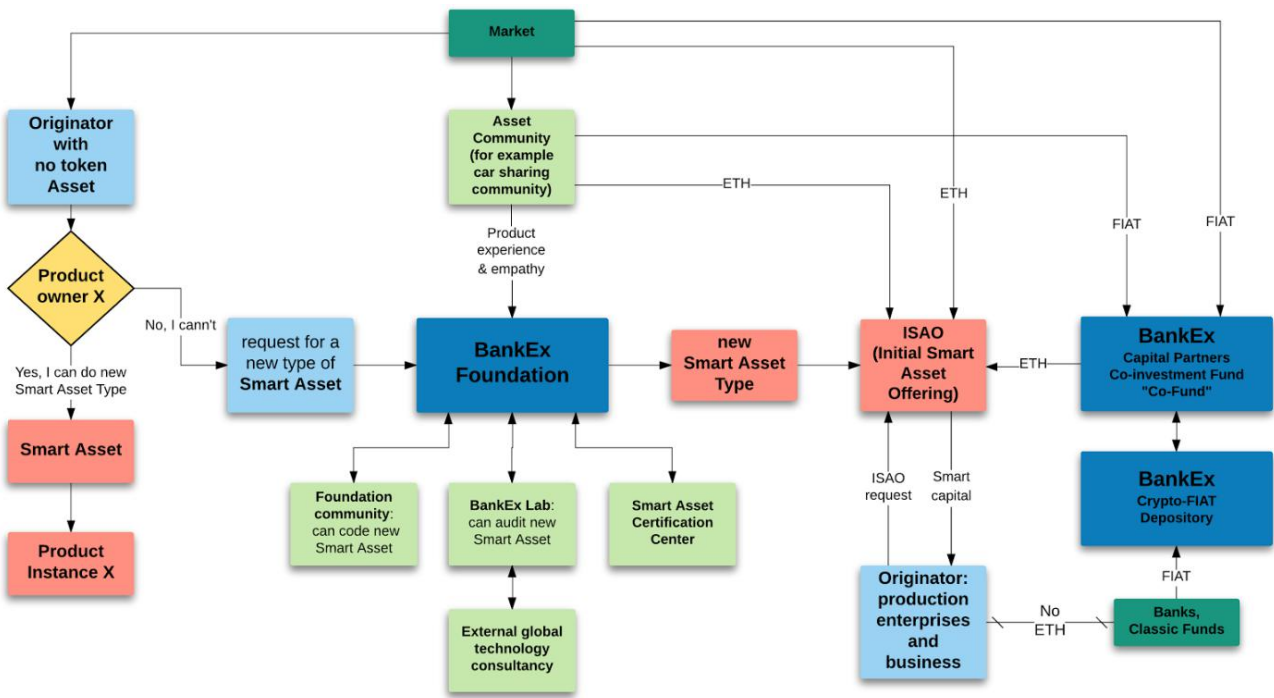 Market
Originator
with
no token
Asset
Asset
Community
(for example
car sharing
community)
ETH
ETH
FIAT
FIAT
Product
experience
& empathy
Product
owner X
No, I cann't
Yes, I can do new
Smart Asset Type
request for a
new type of
Smart Asset
BankEx
Foundation
new
Smart Asset
Type
ISAO
(Initial Smart
Asset
Offering)
ETH
BankEx
Capital Partners
Co-investment Fund
"Co-Fund"
Smart Asset
Product
Instance X
Foundation
community:
can code new
Smart Asset
BankEx Lab:
can audit new
Smart Asset
Smart Asset
Certification
Center
ISAO
request
Smart
capital
BankEx
Crypto-FIAT
Depository
External global
technology
consultancy
Originator:
production
enterprises
and
business
No
ETH
FIAT
Banks,
Classic Funds